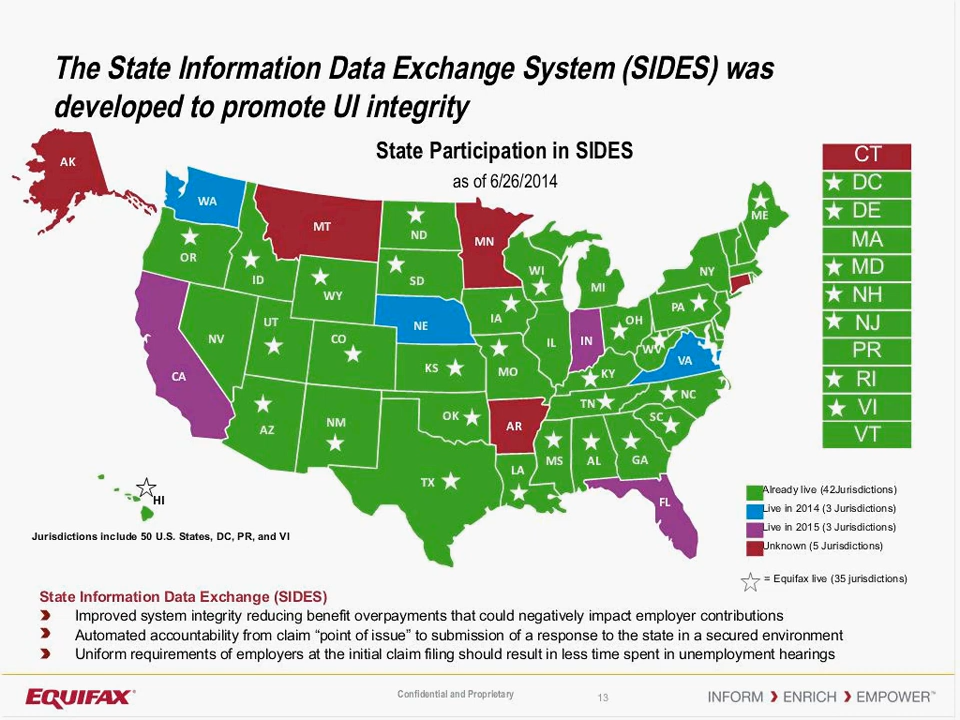 The State Information Data Exchange System (SIDES) was
developed to promote UI integrity
State Participation in SIDES
as of 6/26/2014
AK
WA
MT
ND
MN
OR
ID
WY
SD
WI
MI
NY
ME
NV
UT
CO
NE
IA
IL
IN
OH
PA
WV
VA
CA
KS
MO
KY
NC
AZ
NM
OK
AR
TN
SC
TX
LA
MS
AL
GA
FL
HI
CT
DC
DE
MA
MD
NH
NJ
PR
RI
VI
VT
Already live (42Jurisdictions)
Live in 2014 (3 Jurisdictions)
Live in 2015 (3 Jurisdictions)
Unknown (5 Jurisdictions)
= Equifax live (35 jurisdictions)
Jurisdictions include 50 U.S. States, DC, PR, and VI
State Information Data Exchange (SIDES)
Improved system integrity reducing benefit overpayments that could negatively impact employer contributions
Automated accountability from claim “point of issue” to submission of a response to the state in a secured environment
Uniform requirements of employers at the initial claim filing should result in less time spent in unemployment hearings
EQUIFAX
Confidential and Proprietary
13
INFORM ENRICH EMPOWER